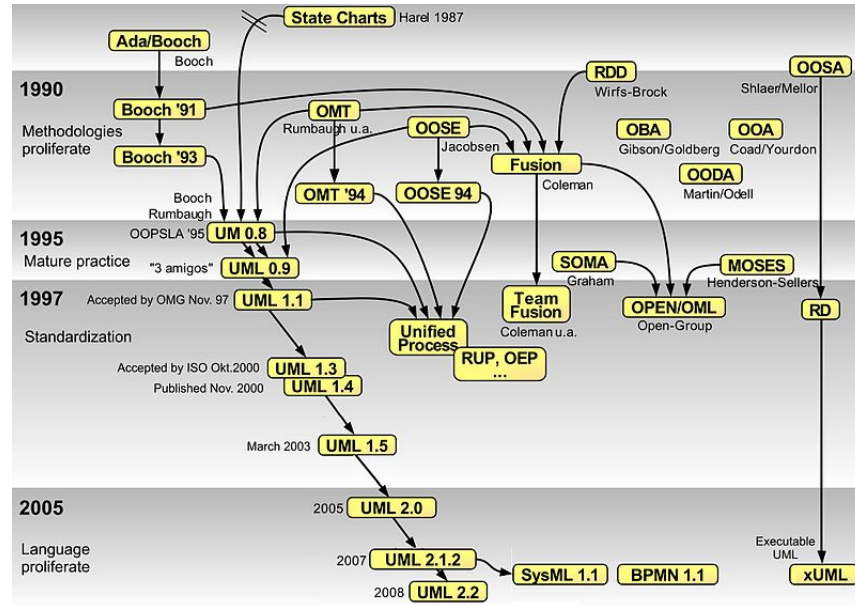 State Charts
Harel 1987
Ada/Booch
Booch
1990
Methodologies
proliferate
RDD
Wirfs-Brock
OOSA
Shlaer/Mellor
Booch '91
OMT
Rumbaugh u.a.
OOSE
Jacobsen
OBA
Gibson/Goldberg
OOA
Coad/Yourdon
Booch '93
Fusion
Coleman
OODA
Martin/Odell
OMT '94
OOSE 94
Booch
Rumbaugh
OOPSLA '95
UM 0.8
1995
Mature practice
"3 amigos"
UML 0.9
SOMA
Graham
MOSES
Henderson-Sellers
1997
Standardization
Accepted by OMG Nov. 97
UML 1.1
Team
Fusion
Coleman u.a.
OPEN/OML
Open-Group
RD
Unified
Process
RUP, OEP
...
Accepted by ISO Okt.2000
UML 1.3
Published Nov. 2000
UML 1.4
March 2003
UML 1.5
2005
Language
proliferate
2005
UML 2.0
2007
UML 2.1.2
2008
UML 2.2
SysML 1.1
BPMN 1.1
Executable
UML
xUML